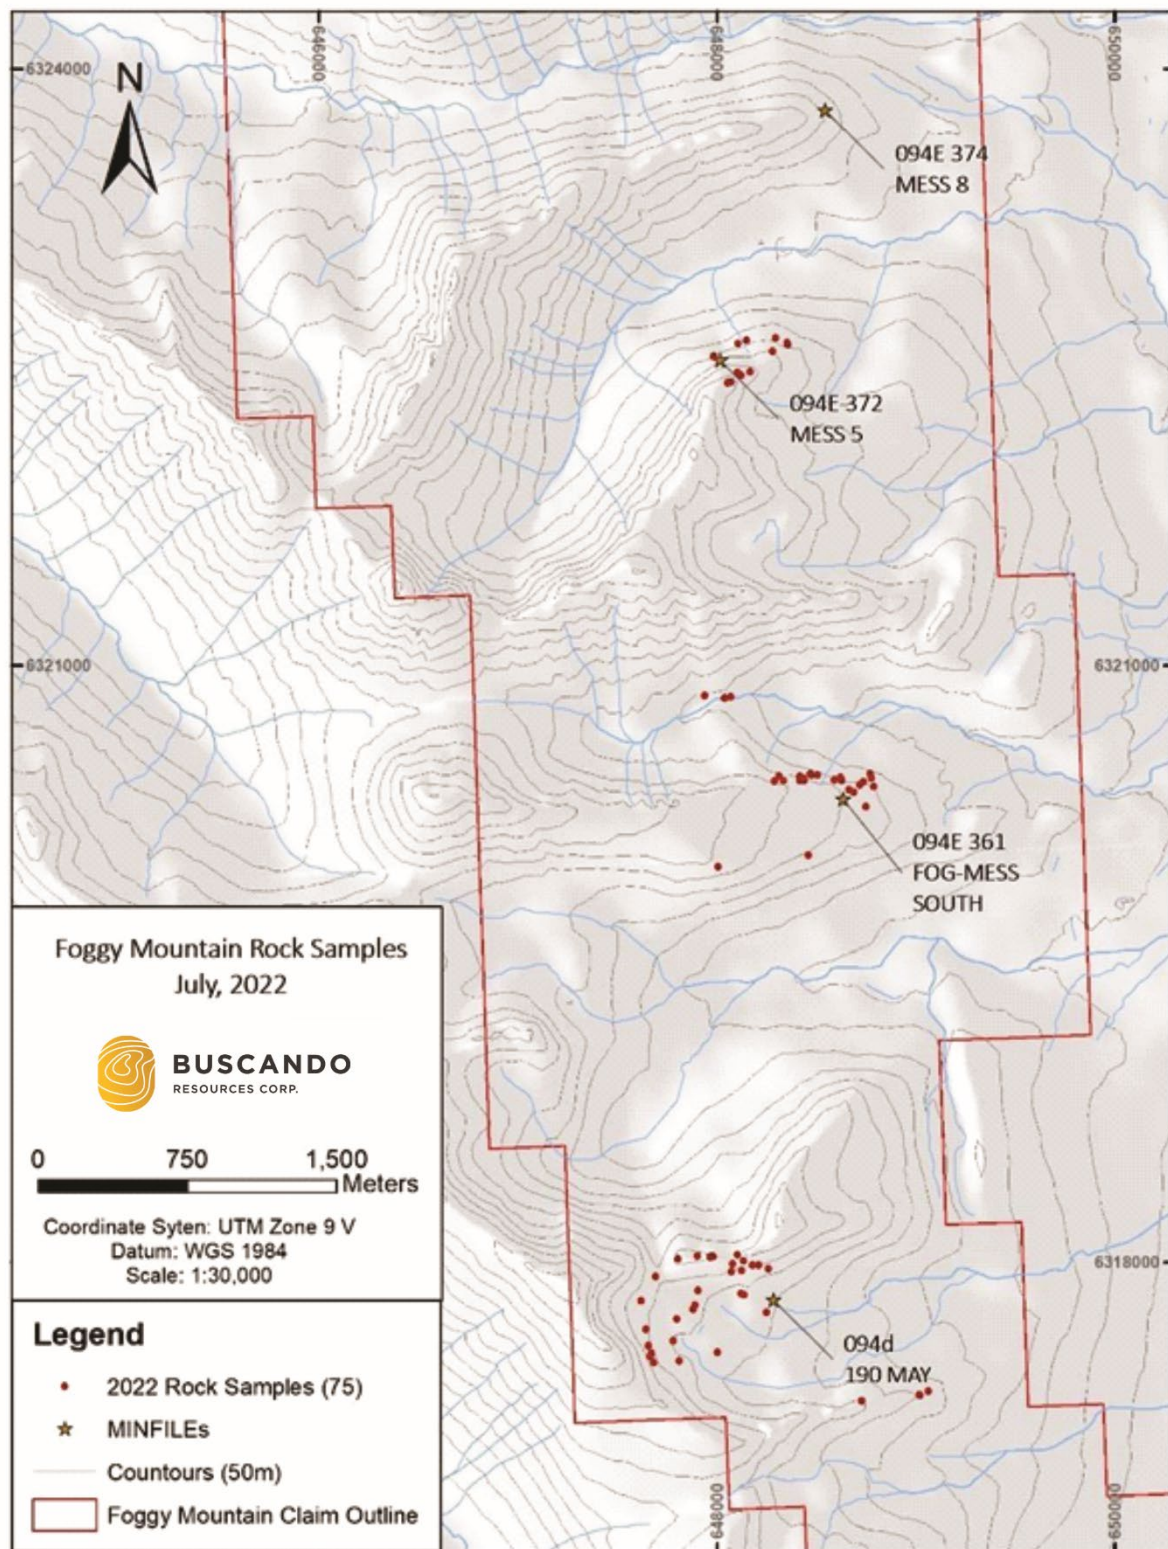 646000
648000
650000
6324000
N
094E 374
MESS 8
094E 372
MESS 5
6321000
6321000
094E 361
FOG-MESS
SOUTH
Foggy Mountain Rock Samples
July, 2022
BUSCANDO
RESOURCES CORP.
0 750 1,500
Meters
Coordinate Syten: UTM Zone 9 V
Datum: WGS 1984
Scale: 1:30,000
6318000
094d
190 MAY
Legend
2022 Rock Samples (75)
MINFILEs
Countours (50m)
Foggy Mountain Claim Outline
648000
650000